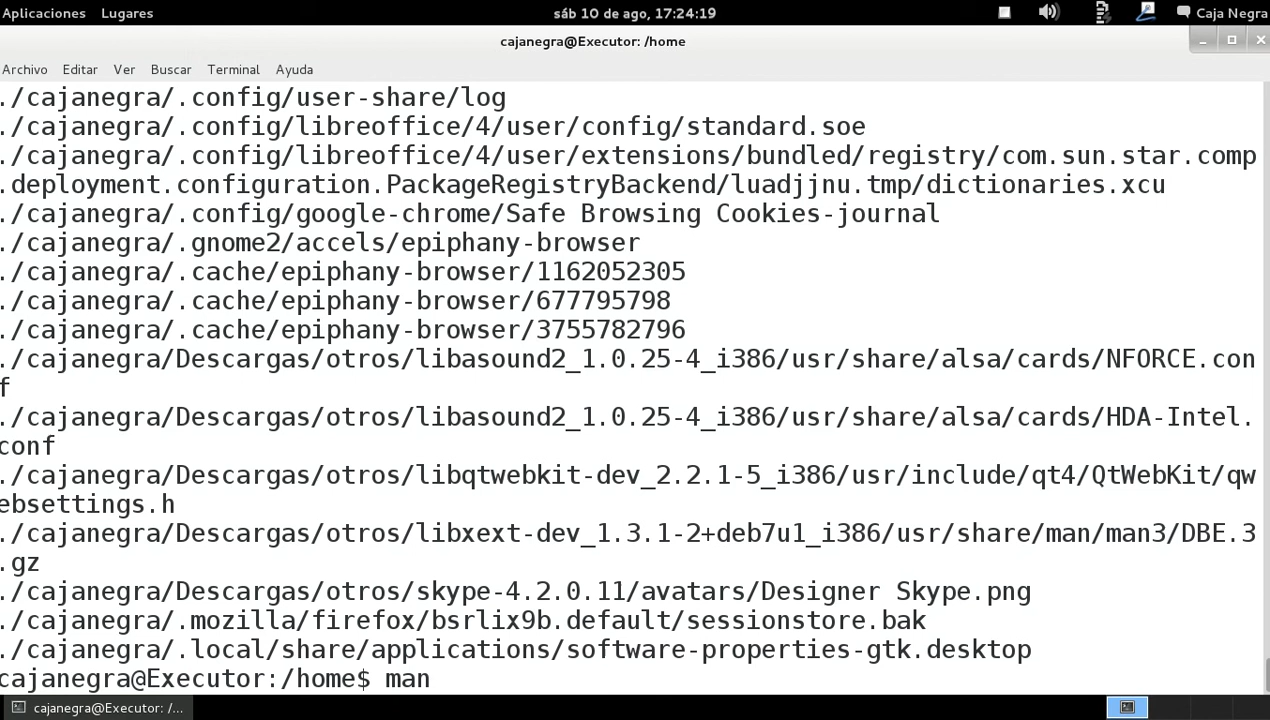 Aplicaciones Lugares sáb 10 de ago, 17:24:19 Caja Negra
cajanegra@Executor: /home
Archivo Editar Ver Buscar Terminal Ayuda
./cajanegra/.config/user-share/log
./cajanegra/.config/libreoffice/4/user/config/standard.soe
./cajanegra/.config/libreoffice/4/user/extensions/bundled/registry/com.sun.star.comp
.deployment.configuration.PackageRegistryBackend/luadjjnu.tmp/dictionaries.xcu
./cajanegra/.config/google-chrome/Safe Browsing Cookies-journal
./cajanegra/.gnome2/accels/epiphany-browser
./cajanegra/.cache/epiphany-browser/1162052305
./cajanegra/.cache/epiphany-browser/677795798
./cajanegra/.cache/epiphany-browser/3755782796
./cajanegra/Descargas/otros/libasound2_1.0.25-4_i386/usr/share/alsa/cards/NFORCE.con
f
./cajanegra/Descargas/otros/libasound2_1.0.25-4_i386/usr/share/alsa/cards/HDA-Intel.
conf
./cajanegra/Descargas/otros/libqtwebkit-dev_2.2.1-5_i386/usr/include/qt4/QtWebKit/qw
ebsettings.h
./cajanegra/Descargas/otros/libxext-dev_1.3.1-2+deb7u1_i386/usr/share/man/man3/DBE.3
.gz
./cajanegra/Descargas/otros/skype-4.2.0.11/avatars/Designer Skype.png
./cajanegra/.mozilla/firefox/bsrlix9b.default/sessionstore.bak
./cajanegra/.local/share/applications/software-properties-gtk.desktop
cajanegra@Executor:/home$ man
cajanegra@Executor: /...